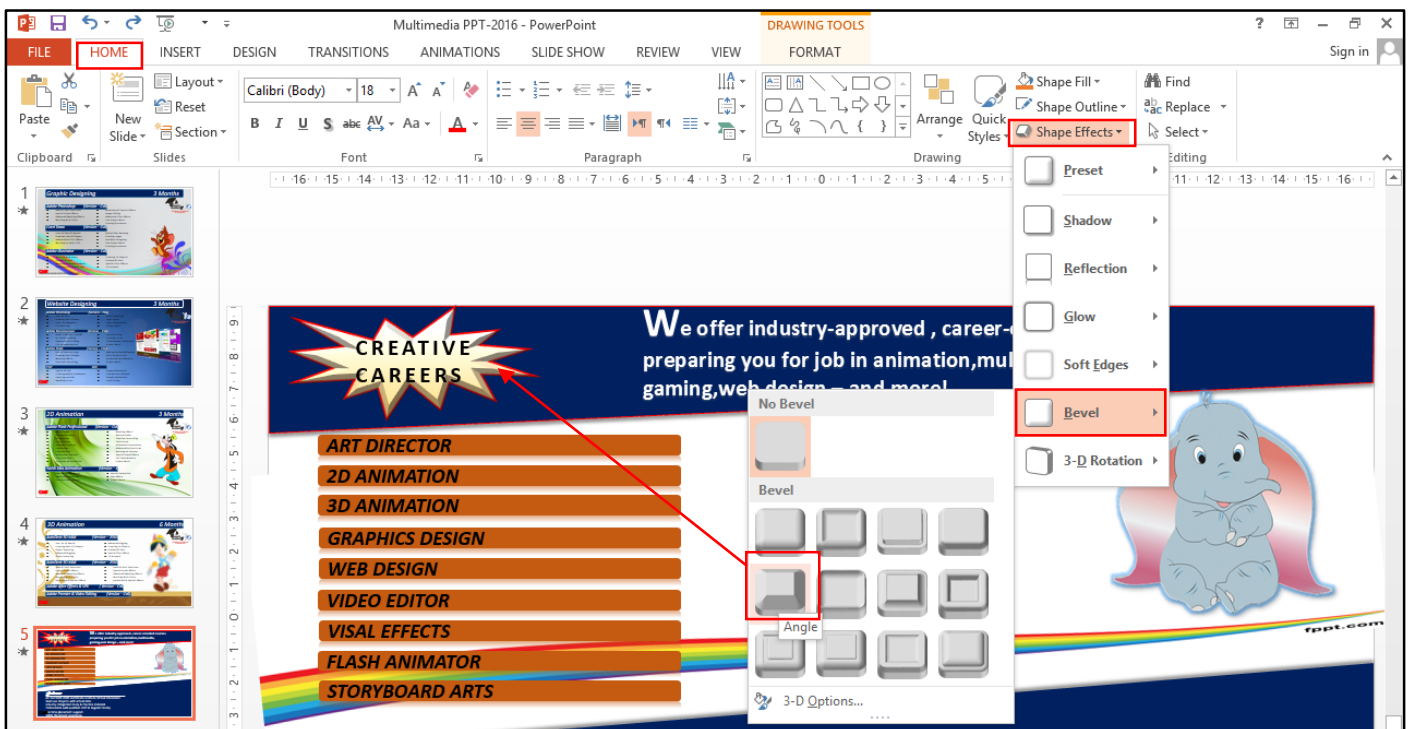 Multimedia PPT-2016 - PowerPoint
DRAWING TOOLS
FILE HOME INSERT DESIGN TRANSITIONS ANIMATIONS SLIDE SHOW REVIEW VIEW FORMAT Sign in
Paste
New Slide
Layout
Reset
Section
Calibri (Body) 18
B I U S abc AV Aa A
Arrange
Quick Styles
Shape Fill
Shape Outline
Shape Effects
Find
Replace
Select
Clipboard Slides Font Paragraph Drawing Editing
Preset
Shadow
Reflection
Glow
Soft Edges
Bevel
3-D Rotation
1
Graphic Designing 3 Months
2
Website Designing 3 Months
3
2D Animation 3 Months
4
3D Animation 6 Months
5
CREATIVE
CAREERS
We offer industry-approved , career-
preparing you for job in animation,mul
gaming,web design – and more!
ART DIRECTOR
2D ANIMATION
3D ANIMATION
GRAPHICS DESIGN
WEB DESIGN
VIDEO EDITOR
VISAL EFFECTS
FLASH ANIMATOR
STORYBOARD ARTS
No Bevel
Bevel
Angle
3-D Options...
fppt.com